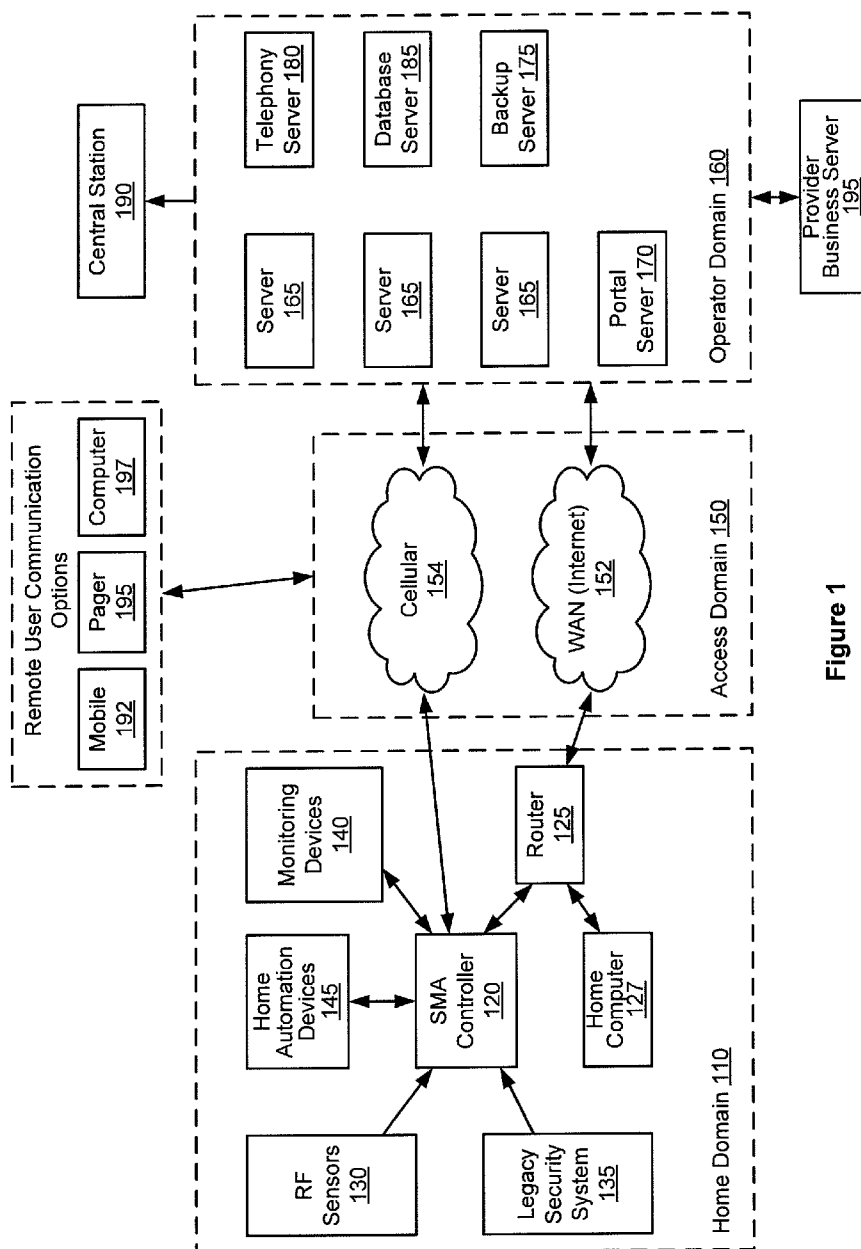 Remote User Communication
Options
Mobile
192
Pager
195
Computer
197
Central Station
190
RF
Sensors
130
Home
Automation
Devices
145
Monitoring
Devices
140
Legacy
Security
System
135
SMA
Controller
120
Router
125
Home
Computer
127
Home Domain 110
Cellular
154
WAN (Internet)
152
Access Domain 150
Server
165
Server
165
Server
165
Portal
Server 170
Telephony
Server 180
Database
Server 185
Backup
Server 175
Operator Domain 160
Provider
Business Server
195
Figure 1